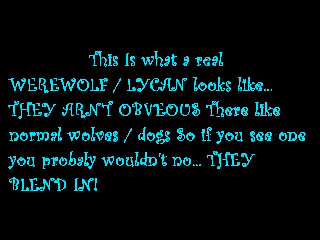 This is what a real
WEREWOLF / LYCAN looks like...
THEY ARN'T OBVEOUS There like
normal wolves / dogs So if you see one
you probaly wouldn't no... THEY
BLEND IN!